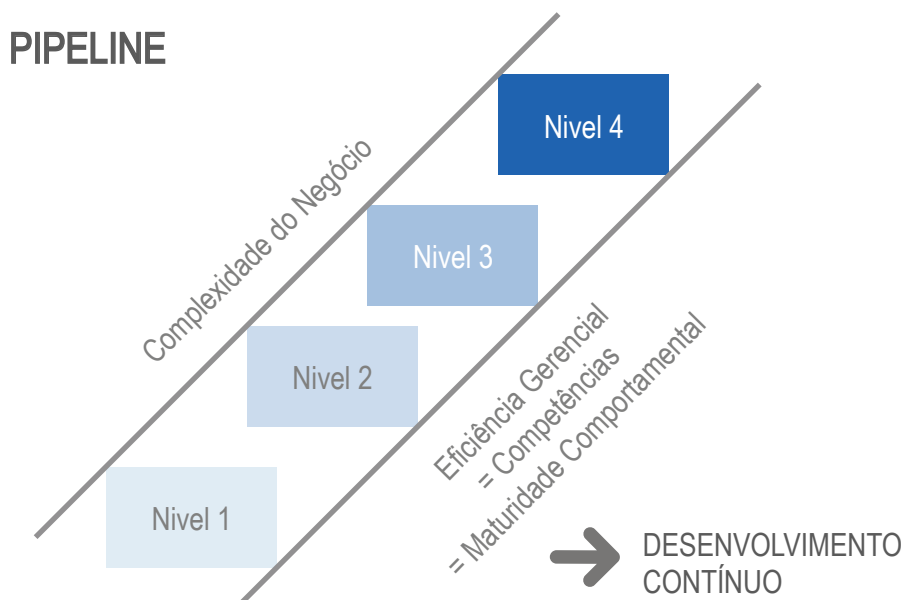 PIPELINE
Nivel 4
Complexidade do Negócio
Nivel 3
Nivel 2
Eficiência Gerencial
= Competências
= Maturidade Comportamental
Nivel 1
DESENVOLVIMENTO
CONTÍNUO